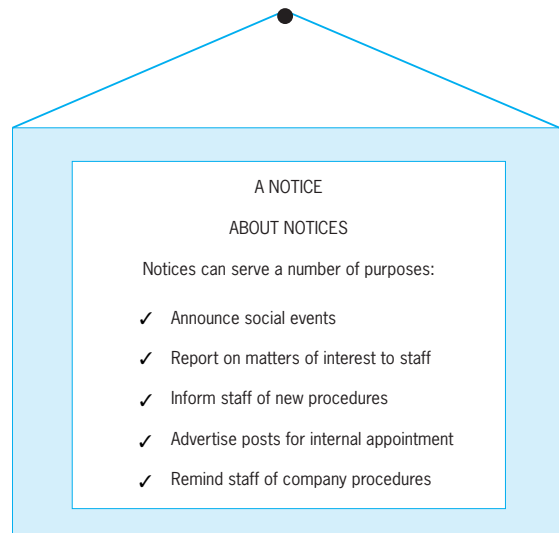 A NOTICE
ABOUT NOTICES
Notices can serve a number of purposes:
✓ Announce social events
✓ Report on matters of interest to staff
✓ Inform staff of new procedures
✓ Advertise posts for internal appointment
✓ Remind staff of company procedures